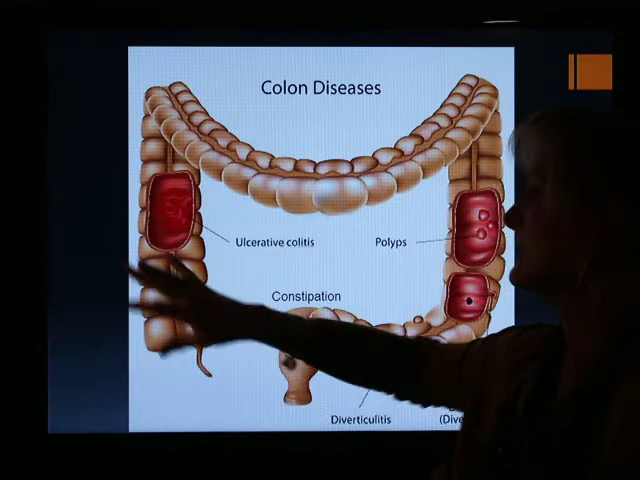 Colon Diseases
Ulcerative colitis
Polyps
Constipation
Diverticulitis
(Dive